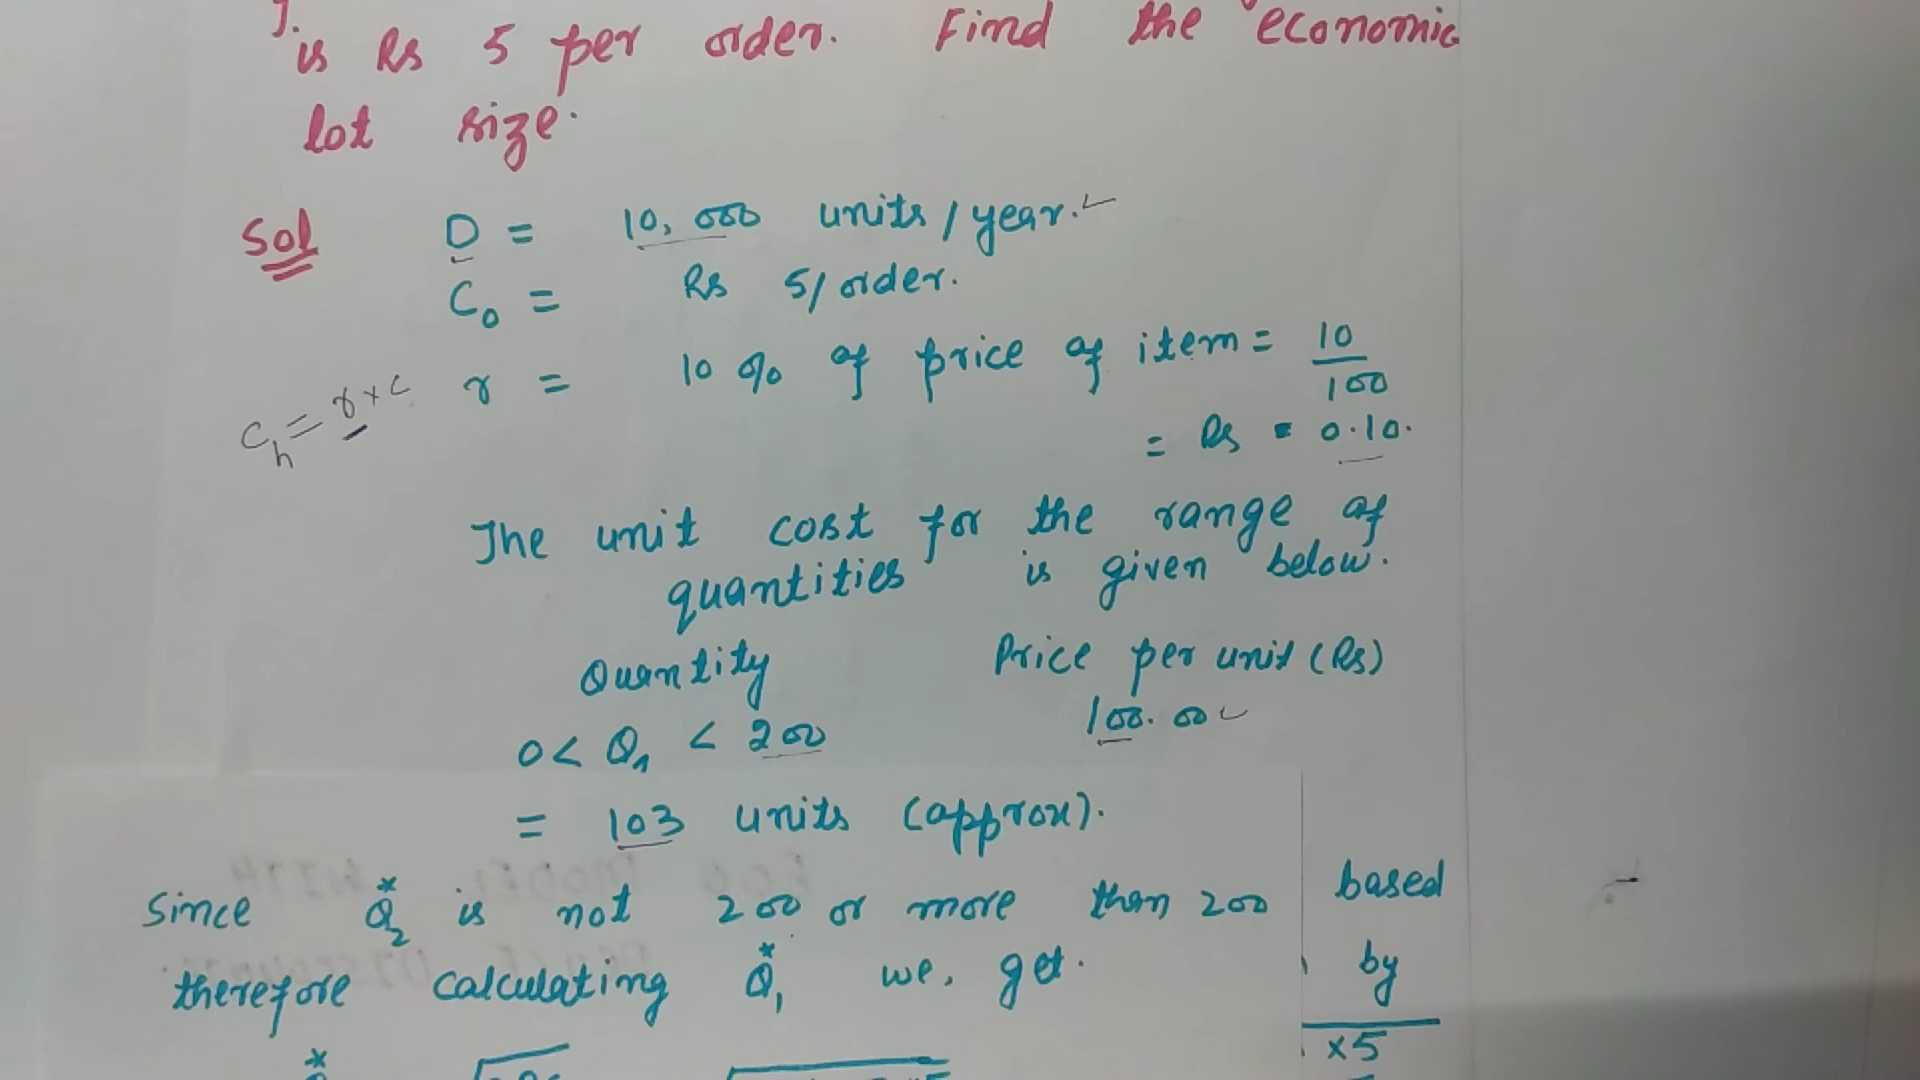 is Rs 5 per order. Find the economic
lot size.
Sol D = 10,000 units/year.
C0 = Rs 5/order.
r = 10 % of price of item = 10/100
Ch = r x c
= Rs = 0.10.
The unit cost for the range of
quantities is given below.
Quantity Price per unit (Rs)
0 < Q1 < 200 100.00
= 103 units (approx).
Since Q2* is not 200 or more than 200
therefore calculating Q1* we, get.
based
by
x5